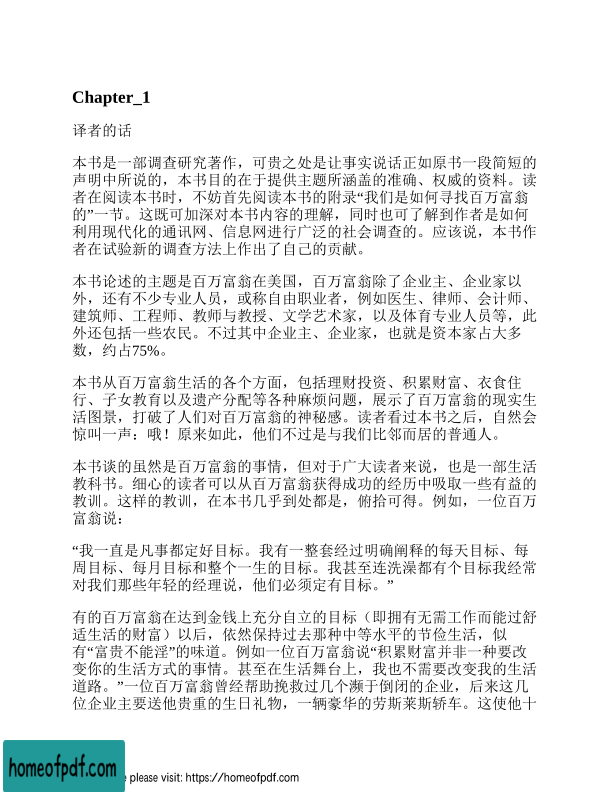 Chapter_1
译者的话
本书是一部调查研究著作，可贵之处是让事实说话正如原书一段简短的
声明中所说的，本书目的在于提供主题所涵盖的准确、权威的资料。读
者在阅读本书时，不妨首先阅读本书的附录“我们是如何寻找百万富翁
的”一节。这既可加深对本书内容的理解，同时也可了解到作者是如何
利用现代化的通讯网、信息网进行广泛的社会调查的。应该说，本书作
者在试验新的调查方法上作出了自己的贡献。
本书论述的主题是百万富翁在美国，百万富翁除了企业主、企业家以
外，还有不少专业人员，或称自由职业者，例如医生、律师、会计师、
建筑师、工程师、教师与教授、文学艺术家，以及体育专业人员等，此
外还包括一些农民。不过其中企业主、企业家，也就是资本家占大多
数，约占75%。
本书从百万富翁生活的各个方面，包括理财投资、积累财富、衣食住
行、子女教育以及遗产分配等各种麻烦问题，展示了百万富翁的现实生
活图景，打破了人们对百万富翁的神秘感。读者看过本书之后，自然会
惊叫一声：哦！原来如此，他们不过是与我们比邻而居的普通人。
本书谈的虽然是百万富翁的事情，但对于广大读者来说，也是一部生活
教科书。细心的读者可以从百万富翁获得成功的经历中吸取一些有益的
教训。这样的教训，在本书几乎到处都是，俯拾可得。例如，一位百万
富翁说：
“我一直是凡事都定好目标。我有一整套经过明确阐释的每天目标、每
周目标、每月目标和整个一生的目标。我甚至连洗澡都有个目标我经常
对我们那些年轻的经理说，他们必须定有目标。”
有的百万富翁在达到金钱上充分自立的目标（即拥有无需工作而能过舒
适生活的财富）以后，依然保持过去那种中等水平的节俭生活，似
有“富贵不能淫”的味道。例如一位百万富翁说“积累财富并非一种要改
变你的生活方式的事情。甚至在生活舞台上，我也不需要改变我的生活
道路。”一位百万富翁曾经帮助挽救过几个濒于倒闭的企业，后来这几
位企业主要送他贵重的生日礼物，一辆豪华的劳斯莱斯轿车。这使他十
homeofpdf.com
please visit: https://homeofpdf.com